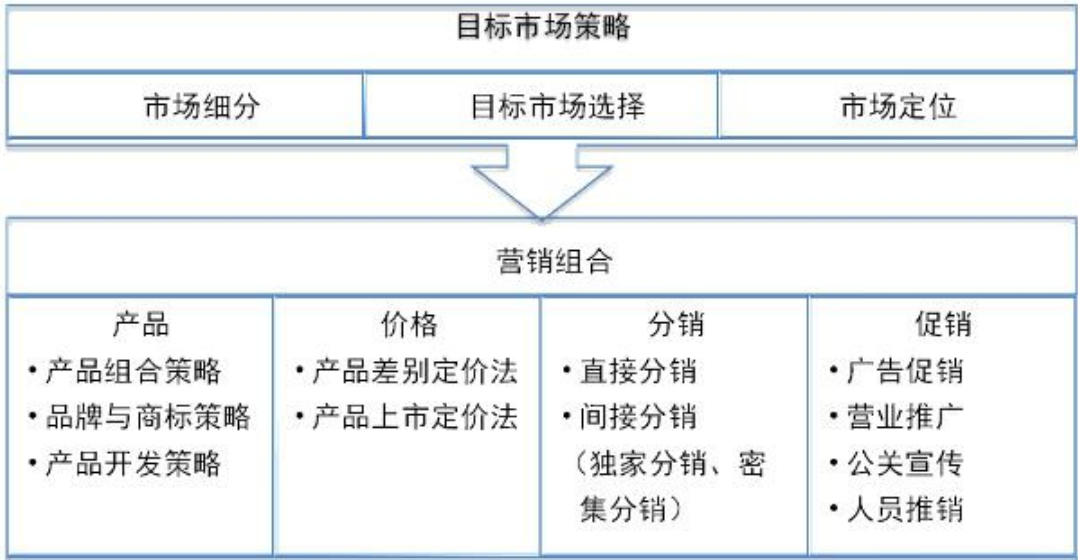 目标市场策略
市场细分
目标市场选择
市场定位
营销组合
产品
• 产品组合策略
• 品牌与商标策略
• 产品开发策略
价格
• 产品差别定价法
• 产品上市定价法
分销
• 直接分销
• 间接分销
（独家分销、密
集分销）
促销
• 广告促销
• 营业推广
• 公关宣传
• 人员推销